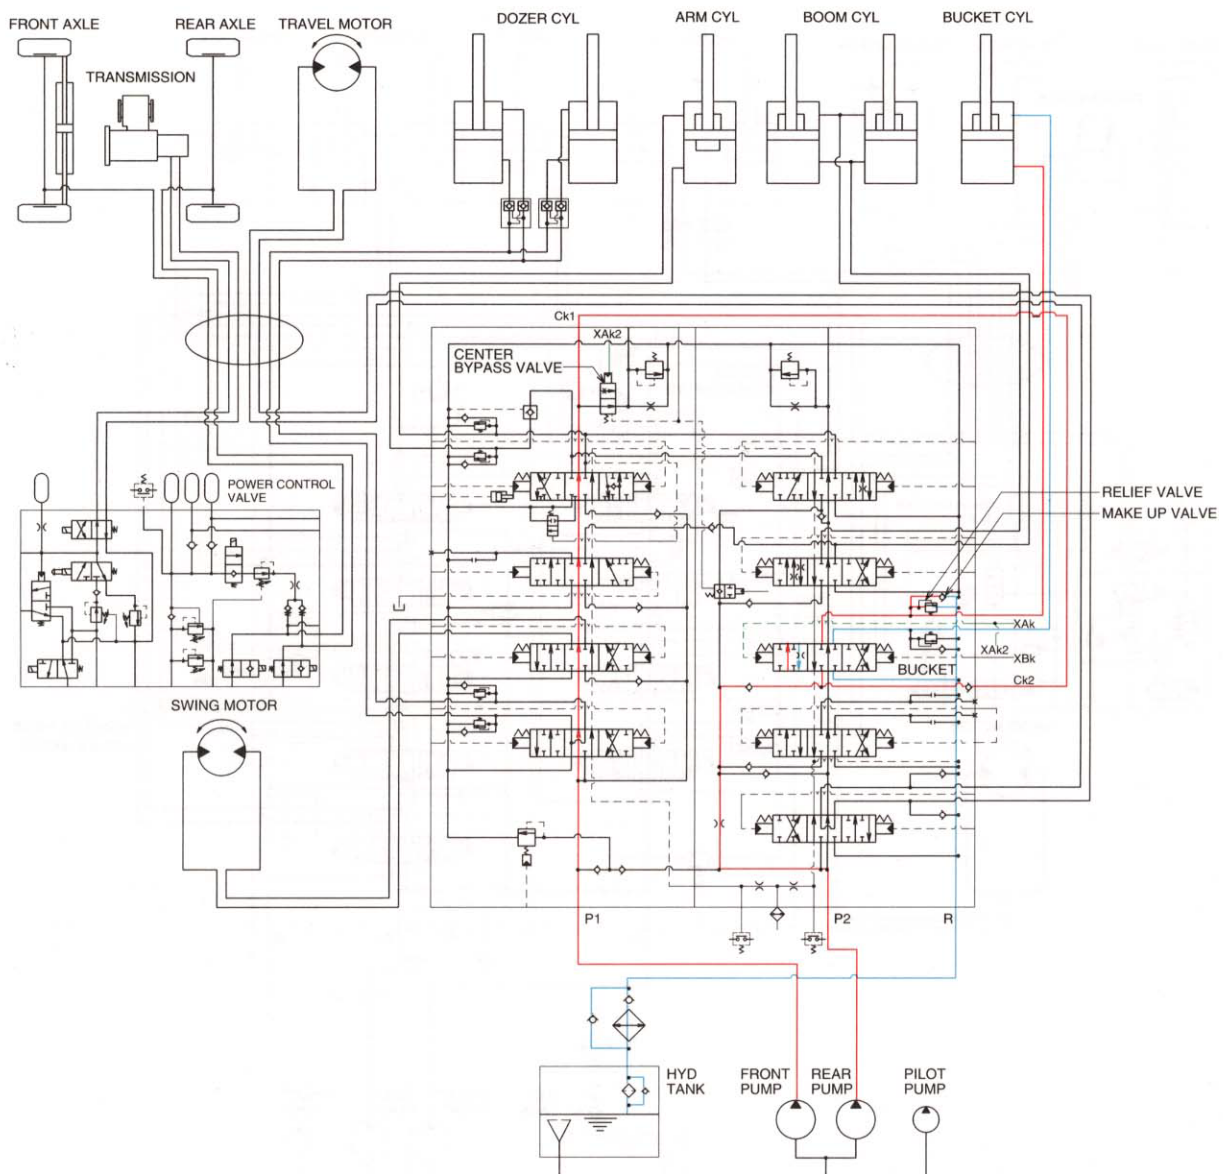 FRONT AXLE
REAR AXLE
TRAVEL MOTOR
DOZER CYL
ARM CYL
BOOM CYL
BUCKET CYL
TRANSMISSION
Ck1
XAk2
CENTER
BYPASS VALVE
POWER CONTROL
VALVE
RELIEF VALVE
MAKE UP VALVE
XAk
XAk2
XBk
BUCKET
Ck2
SWING MOTOR
P1
P2
R
HYD
TANK
FRONT
PUMP
REAR
PUMP
PILOT
PUMP